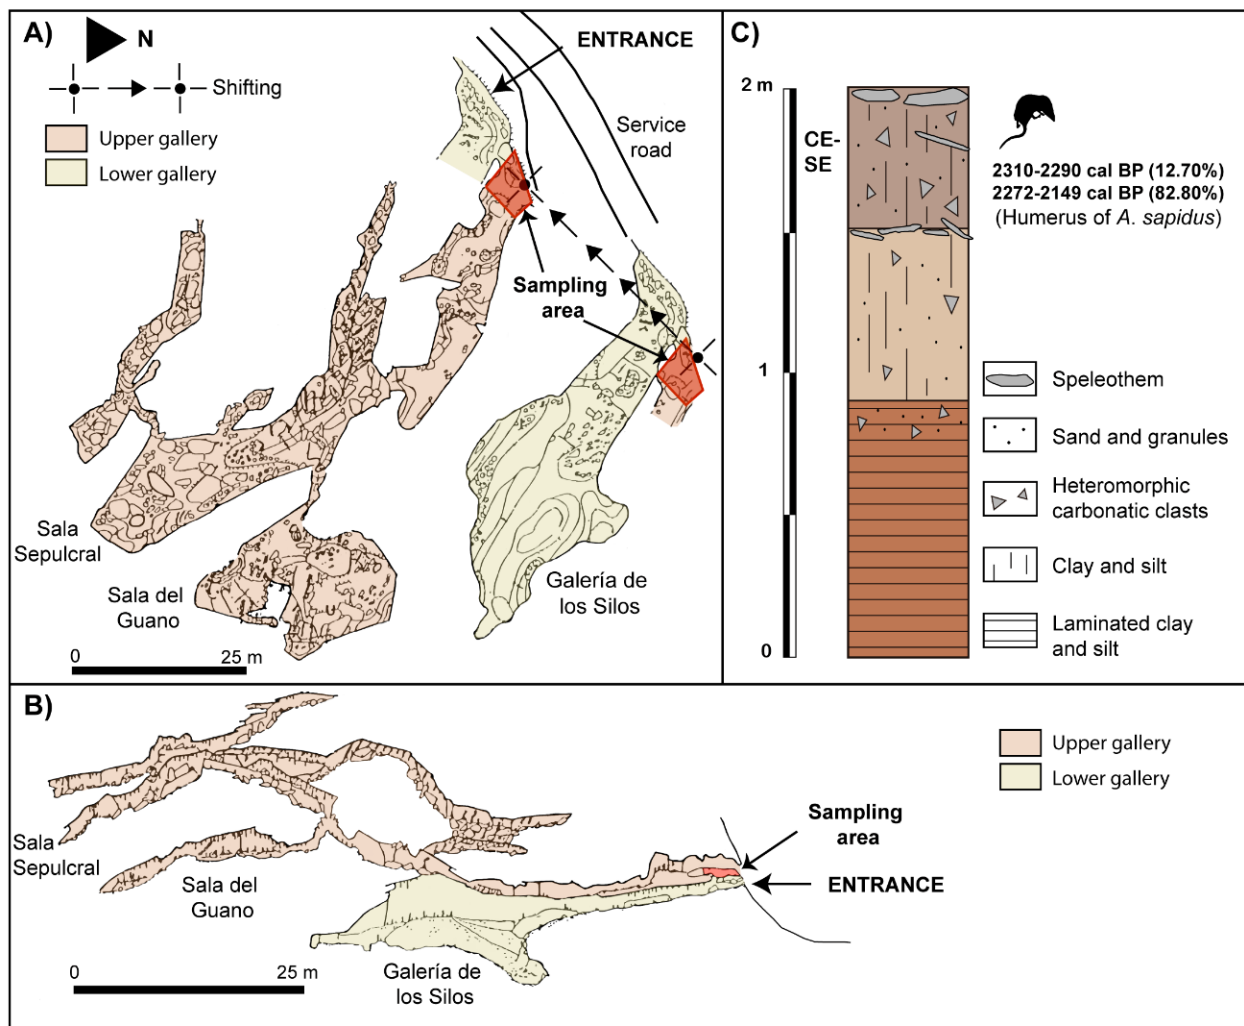 A)
N
Shifting
Upper gallery
Lower gallery
ENTRANCE
Service
road
Sampling
area
Sala
Sepulcral
Sala del
Guano
Galería de
los Silos
0
25 m
C)
2 m
1
0
CE-
SE
2310-2290 cal BP (12.70%)
2272-2149 cal BP (82.80%)
(Humerus of A. sapidus)
Speleothem
Sand and granules
Heteromorphic
carbonatic clasts
Clay and silt
Laminated clay
and silt
B)
Upper gallery
Lower gallery
Sampling
area
ENTRANCE
Sala
Sepulcral
Sala del
Guano
Galería de
los Silos
0
25 m